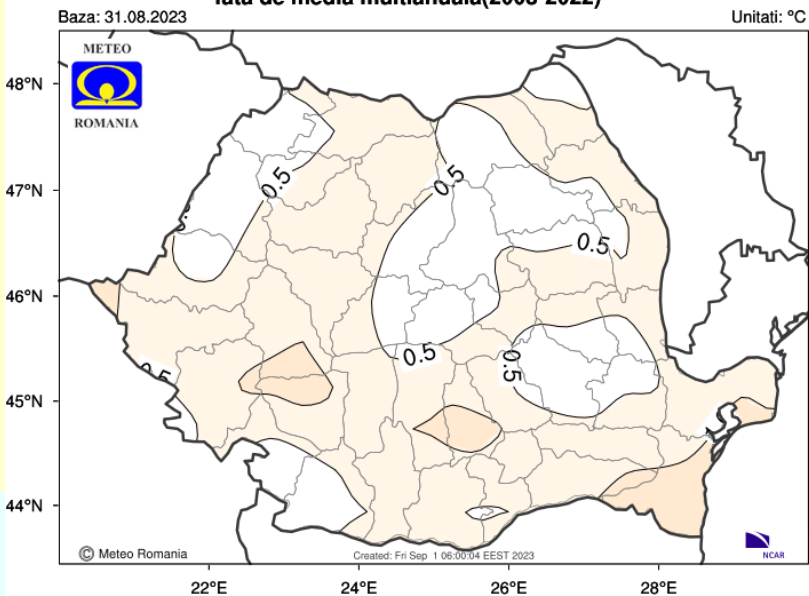 fata de media multianuala(2008-2022)
Baza: 31.08.2023
Unitati: °C
METEO
ROMANIA
48°N
47°N
46°N
45°N
44°N
0.5
0.5
0.5
0.5
0.5
© Meteo Romania
Created: Fri Sep 1 06:00:04 EEST 2023
NCAR
22°E
24°E
26°E
28°E